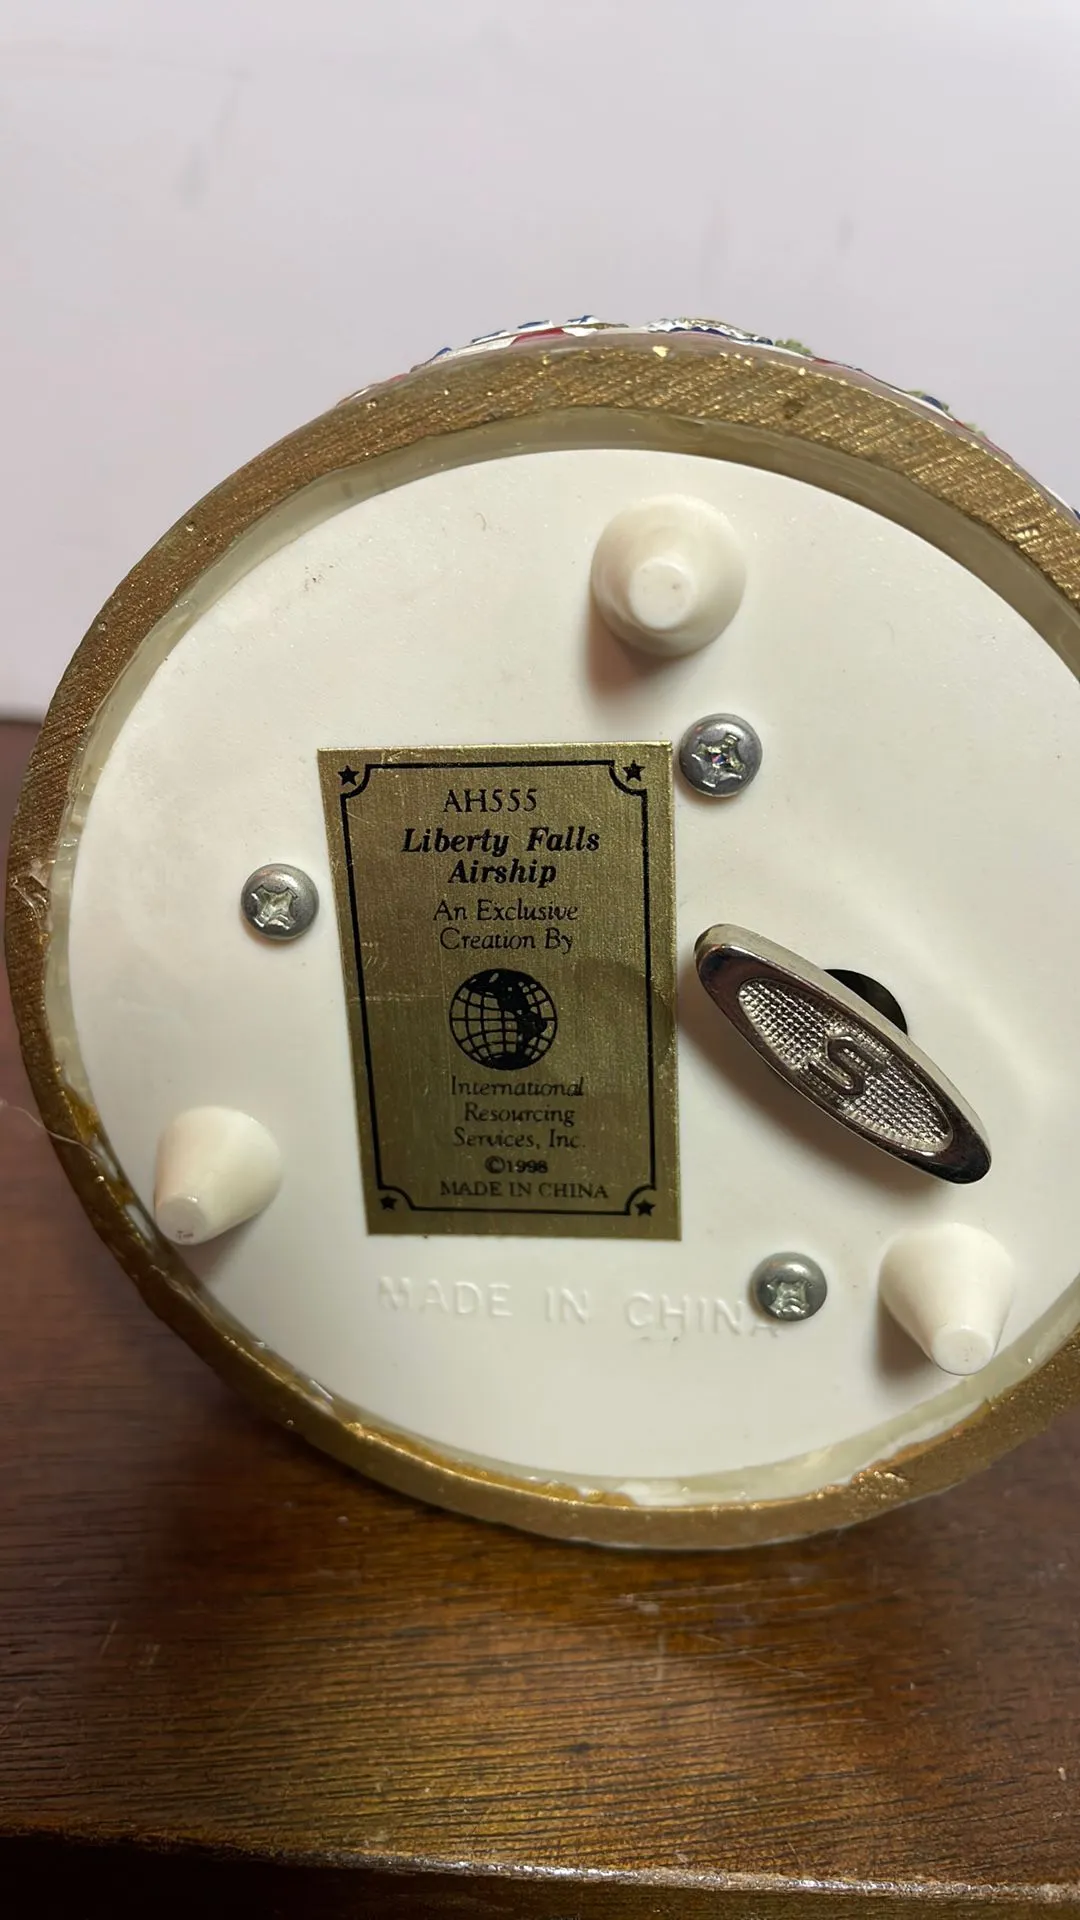 AH555
Liberty Falls
Airship
An Exclusive
Creation By
International
Resourcing
Services, Inc.
©1998
MADE IN CHINA
S
MADE IN CHINA